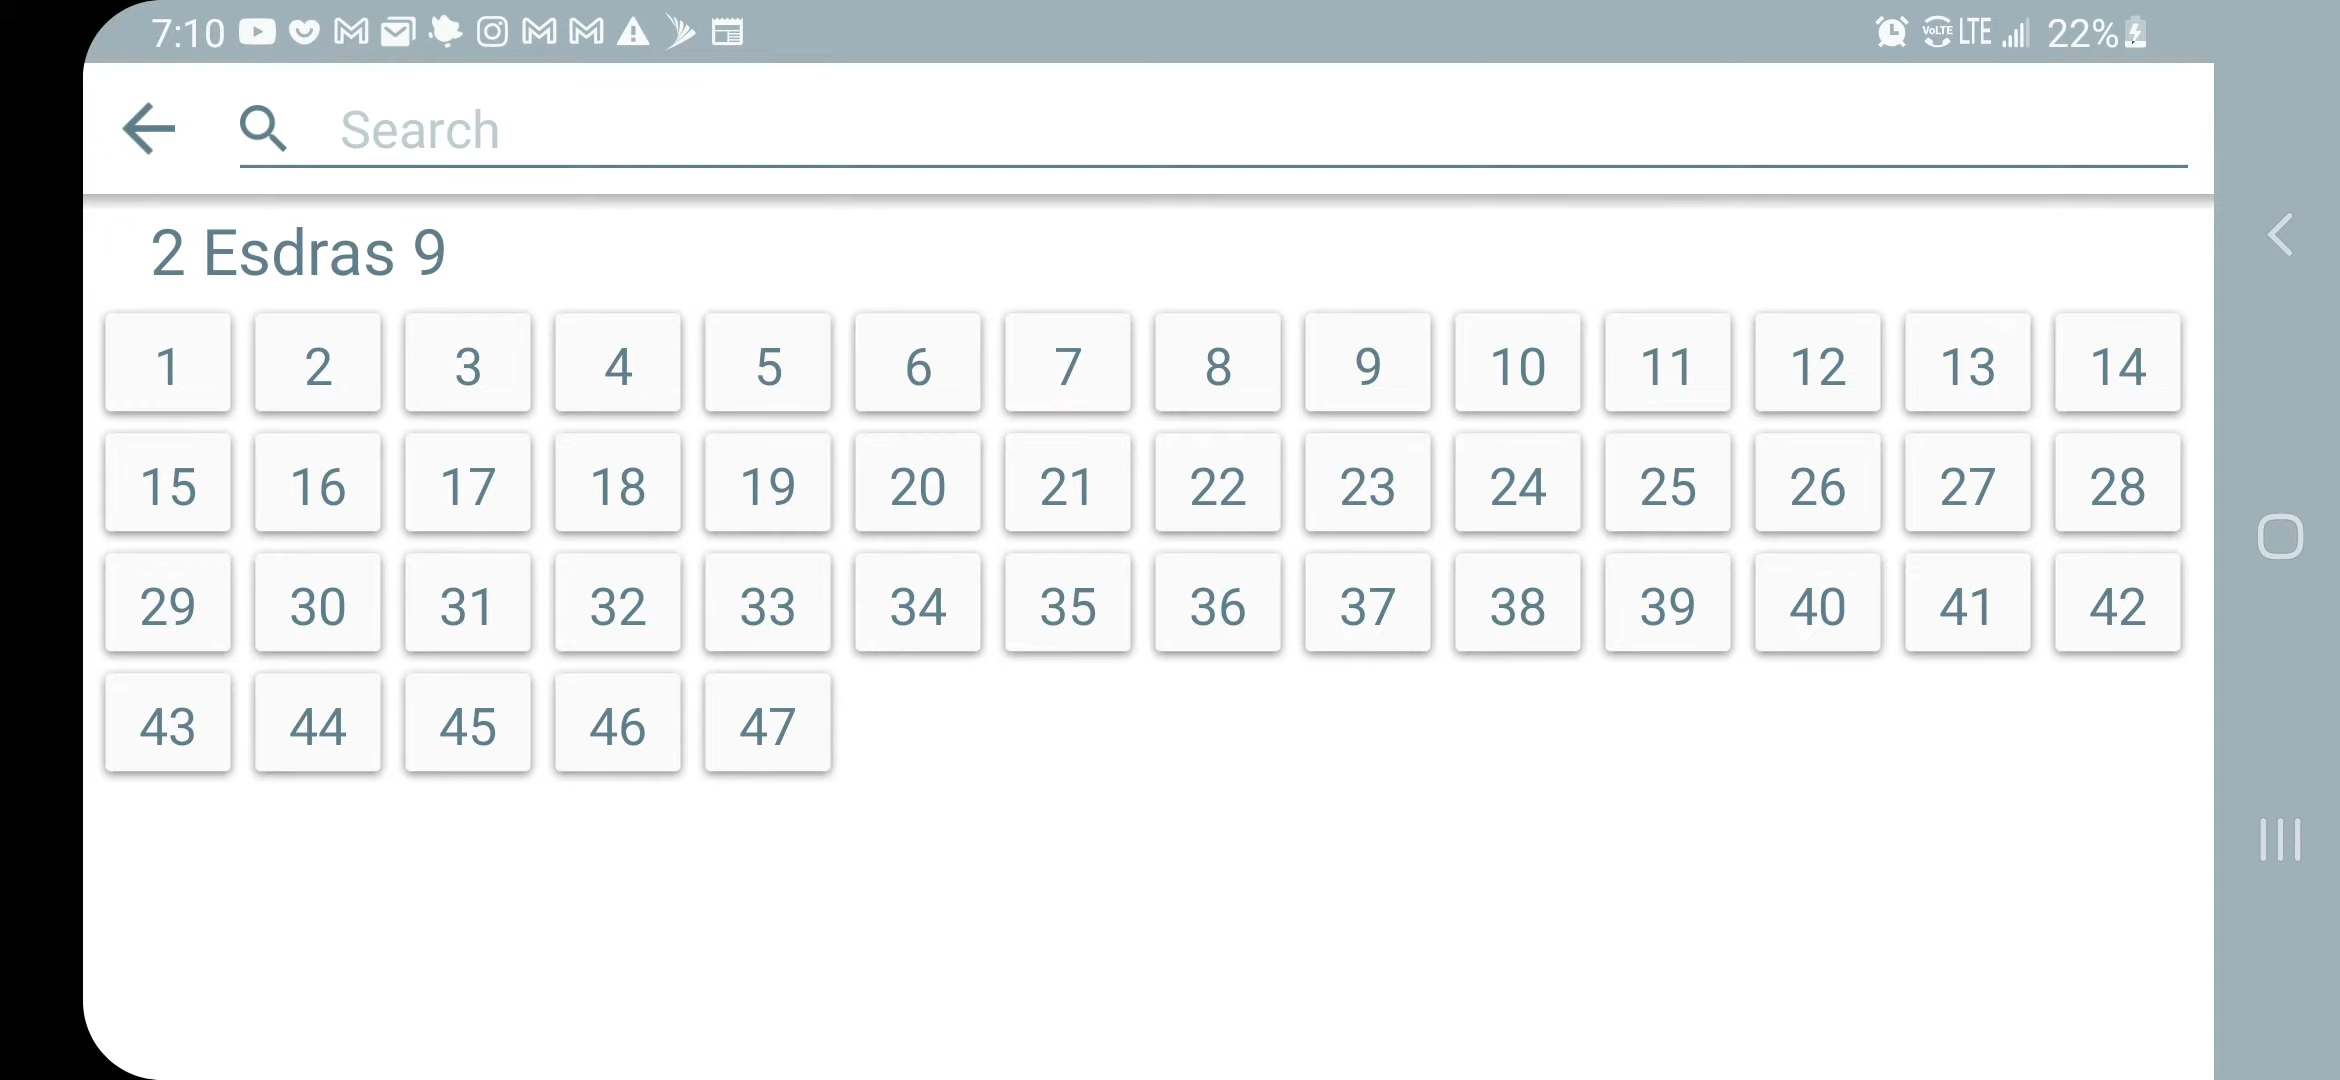 7:10 VoLTE LTE 22%
Search
2 Esdras 9
1 2 3 4 5 6 7 8 9 10 11 12 13 14
15 16 17 18 19 20 21 22 23 24 25 26 27 28
29 30 31 32 33 34 35 36 37 38 39 40 41 42
43 44 45 46 47